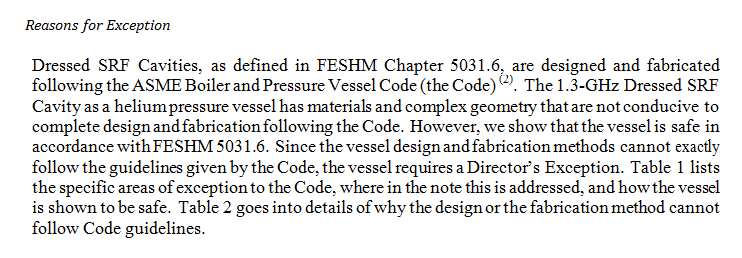 Reasons for Exception
Dressed SRF Cavities, as defined in FESHM Chapter 5031.6, are designed and fabricated
following the ASME Boiler and Pressure Vessel Code (the Code) (2). The 1.3-GHz Dressed SRF
Cavity as a helium pressure vessel has materials and complex geometry that are not conducive to
complete design and fabrication following the Code. However, we show that the vessel is safe in
accordance with FESHM 5031.6. Since the vessel design and fabrication methods cannot exactly
follow the guidelines given by the Code, the vessel requires a Director's Exception. Table 1 lists
the specific areas of exception to the Code, where in the note this is addressed, and how the vessel
is shown to be safe. Table 2 goes into details of why the design or the fabrication method cannot
follow Code guidelines.